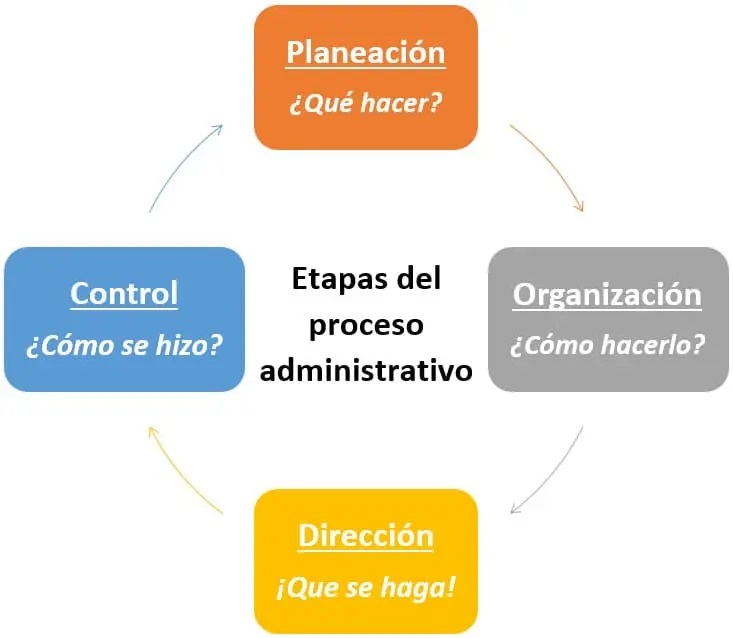 Planeación
¿Qué hacer?
Control
¿Cómo se hizo?
Etapas del
proceso
administrativo
Organización
¿Cómo hacerlo?
Dirección
¡Que se haga!